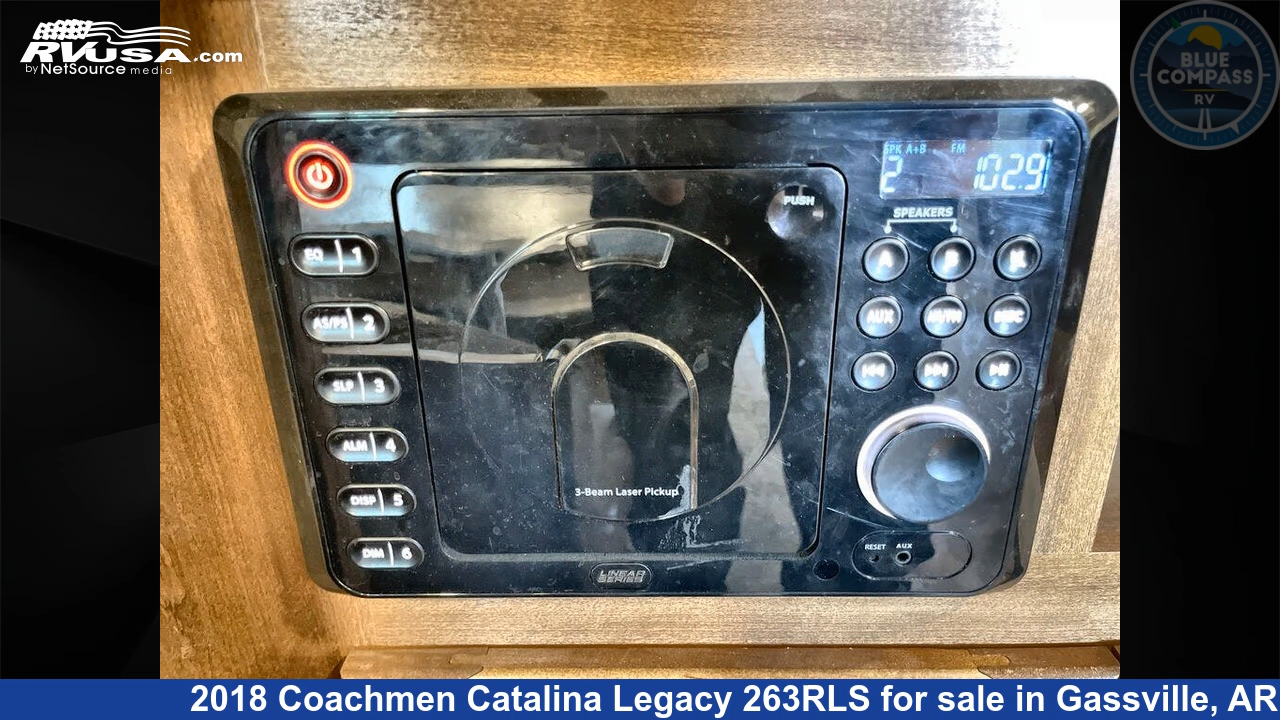 RVUSA.com
by NetSource media
BLUE
COMPASS
RV
SPK A+B FM
2 102.9
PUSH
SPEAKERS
A B
EQ 1
AS/PS 2
AUX
SLP 3
ALM 4
DISP 5
DIM 6
3-Beam Laser Pickup
RESET AUX
LINEAR
SERIES
2018 Coachmen Catalina Legacy 263RLS for sale in Gassville, AR